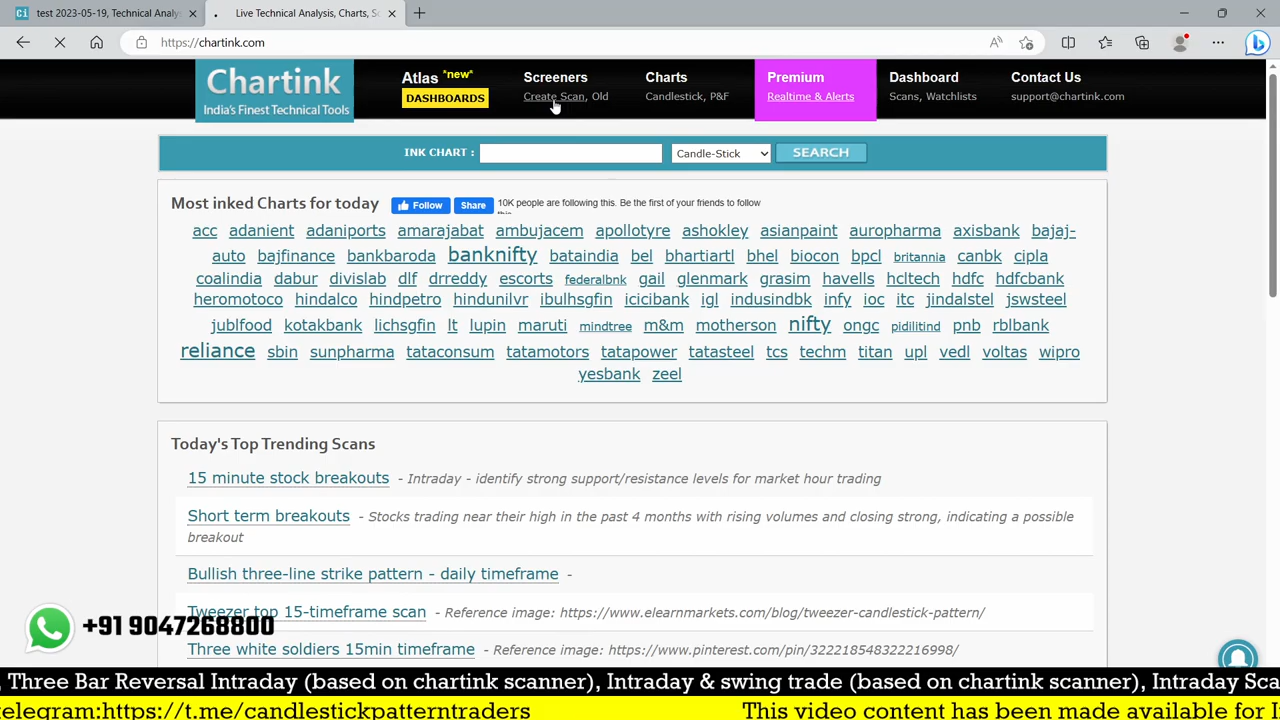 test 2023-05-19, Technical Analy
Live Technical Analysis, Charts, Sc
https://chartink.com
Chartink
India's Finest Technical Tools
Atlas *new*
DASHBOARDS
Screeners
Create Scan, Old
Charts
Candlestick, P&F
Premium
Realtime & Alerts
Dashboard
Scans, Watchlists
Contact Us
support@chartink.com
INK CHART :
Candle-Stick
SEARCH
Most inked Charts for today
Follow
Share
10K people are following this. Be the first of your friends to follow
acc adanient adaniports amarajabat ambujacem apollotyre ashokley asianpaint auropharma axisbank bajaj-
auto bajfinance bankbaroda banknifty bataindia bel bhartiartl bhel biocon bpcl britannia canbk cipla
coalindia dabur divislab dlf drreddy escorts federalbnk gail glenmark grasim havells hcltech hdfc hdfcbank
heromotoco hindalco hindpetro hindunilvr ibulhsgfin icicibank igl indusindbk infy ioc itc jindalstel jswsteel
jublfood kotakbank lichsgfin lt lupin maruti mindtree m&m motherson nifty ongc pidilitind pnb rblbank
reliance sbin sunpharma tataconsum tatamotors tatapower tatasteel tcs techm titan upl vedl voltas wipro
yesbank zeel
Today's Top Trending Scans
15 minute stock breakouts - Intraday - identify strong support/resistance levels for market hour trading
Short term breakouts - Stocks trading near their high in the past 4 months with rising volumes and closing strong, indicating a possible
breakout
Bullish three-line strike pattern - daily timeframe -
Tweezer top 15-timeframe scan - Reference image: https://www.elearnmarkets.com/blog/tweezer-candlestick-pattern/
Three white soldiers 15min timeframe - Reference image: https://www.pinterest.com/pin/322218548322216998/
+91 9047268800
, Three Bar Reversal Intraday (based on chartink scanner), Intraday & swing trade (based on chartink scanner), Intraday Sca
telegram:https://t.me/candlestickpatterntraders
This video content has been made available for I